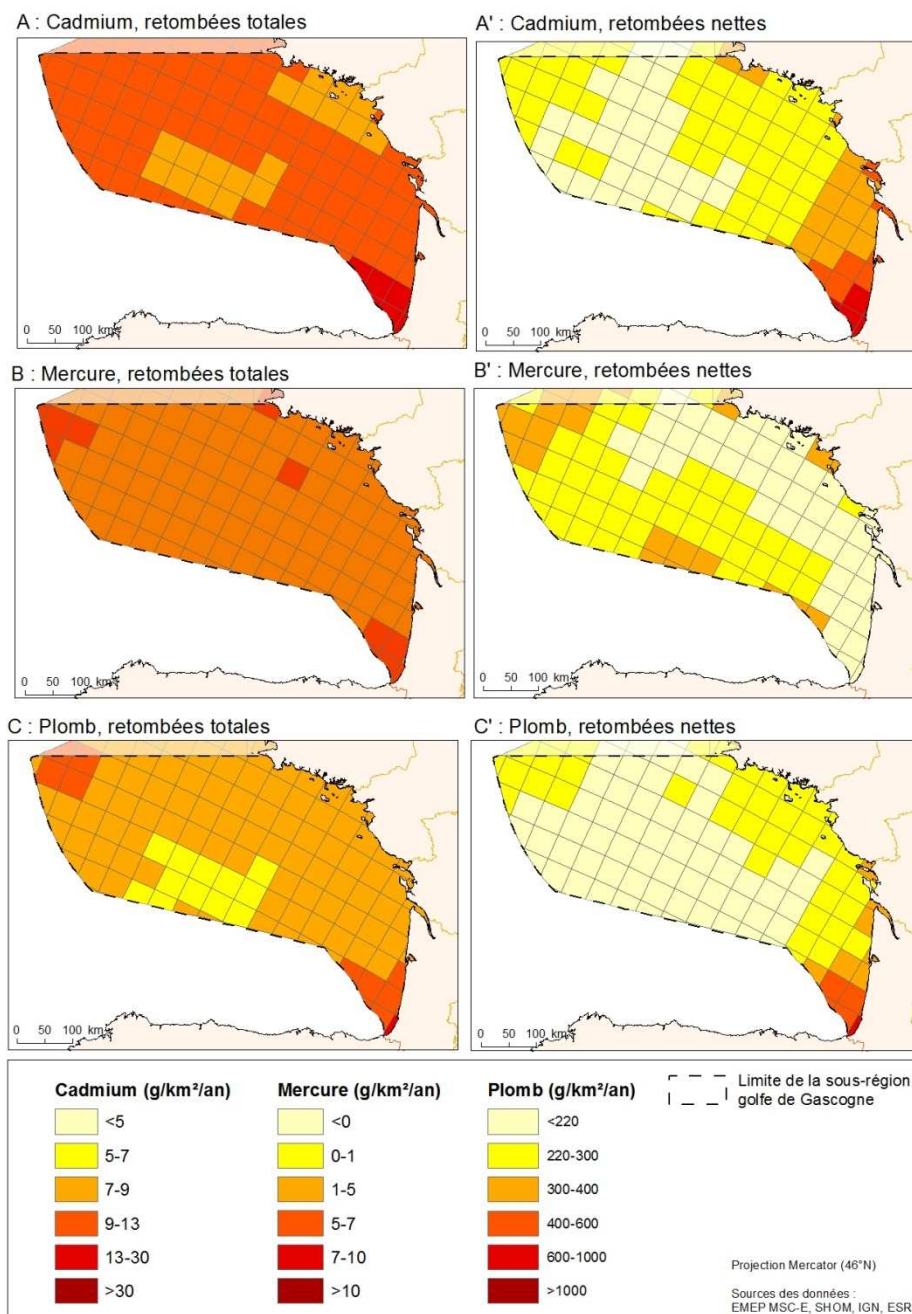 A : Cadmium, retombées totales
A' : Cadmium, retombées nettes
0 50 100 km
0 50 100 km
B : Mercure, retombées totales
B' : Mercure, retombées nettes
0 50 100 km
0 50 100 km
C : Plomb, retombées totales
C' : Plomb, retombées nettes
0 50 100 km
0 50 100 km
Cadmium (g/km²/an)
<5
5-7
7-9
9-13
13-30
>30
Mercure (g/km²/an)
<0
0-1
1-5
5-7
7-10
>10
Plomb (g/km²/an)
<220
220-300
300-400
400-600
600-1000
>1000
Limite de la sous-région
golfe de Gascogne
Projection Mercator (46°N)
Sources des données :
EMEP MSC-E, SHOM, IGN, ESR